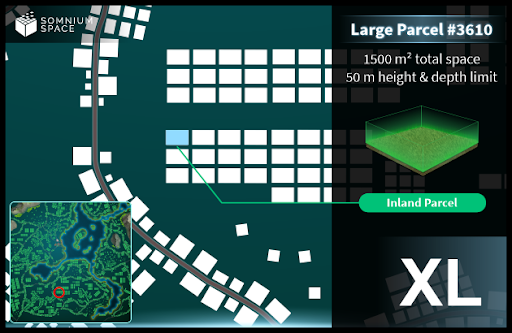 SOMNIUM
SPACE
Large Parcel #3610
1500 m² total space
50 m height & depth limit
Inland Parcel
XL